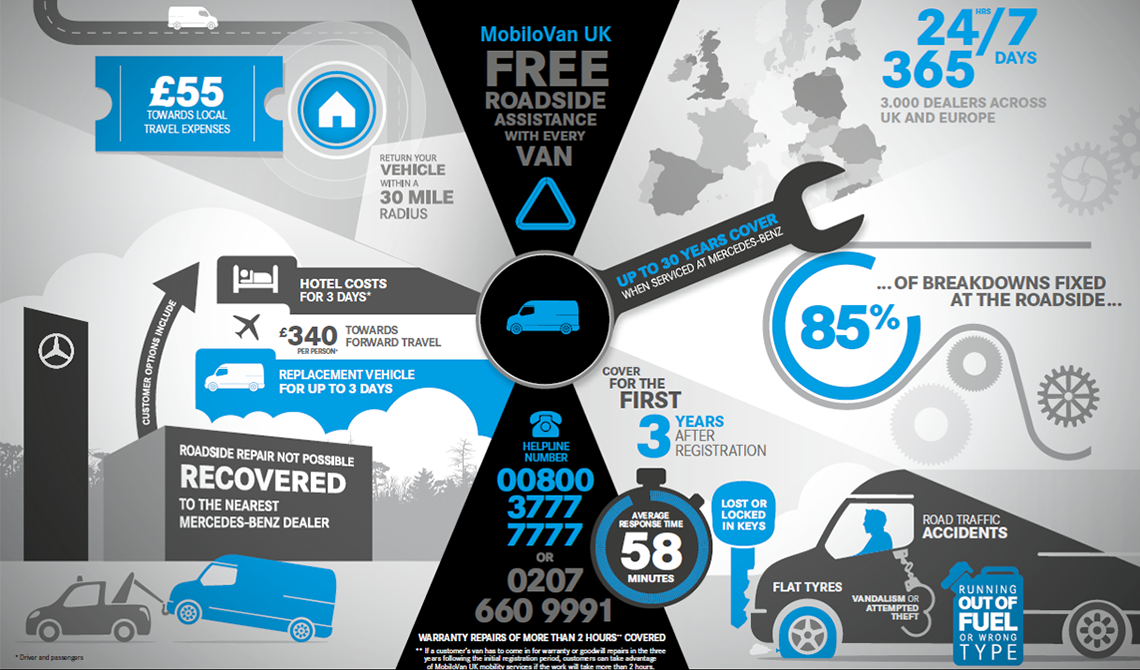 £55
TOWARDS LOCAL
TRAVEL EXPENSES
RETURN YOUR
VEHICLE
WITHIN A
30 MILE
RADIUS
MobiloVan UK
FREE
ROADSIDE
ASSISTANCE
WITH EVERY
VAN
24HRS/7
365 DAYS
3.000 DEALERS ACROSS
UK AND EUROPE
UP TO 30 YEARS COVER
WHEN SERVICED AT MERCEDES-BENZ
...OF BREAKDOWNS FIXED
AT THE ROADSIDE...
85%
CUSTOMER OPTIONS INCLUDE
HOTEL COSTS
FOR 3 DAYS*
£340 PER PERSON*
TOWARDS
FORWARD TRAVEL
REPLACEMENT VEHICLE
FOR UP TO 3 DAYS
ROADSIDE REPAIR NOT POSSIBLE
RECOVERED
TO THE NEAREST
MERCEDES-BENZ DEALER
* Driver and passengers
HELPLINE
NUMBER
00800
3777
7777
OR
0207
660 9991
WARRANTY REPAIRS OF MORE THAN 2 HOURS** COVERED
** If a customer's van has to come in for warranty or goodwill repairs in the three
years following the initial registration period, customers can take advantage
of MobiloVan UK mobility services if the work will take more than 2 hours.
COVER
FOR THE
FIRST
3 YEARS
AFTER
REGISTRATION
AVERAGE
RESPONSE TIME
58
MINUTES
LOST OR
LOCKED
IN KEYS
ROAD TRAFFIC
ACCIDENTS
FLAT TYRES
VANDALISM OR
ATTEMPTED
THEFT
RUNNING
OUT OF
FUEL
OR WRONG
TYPE